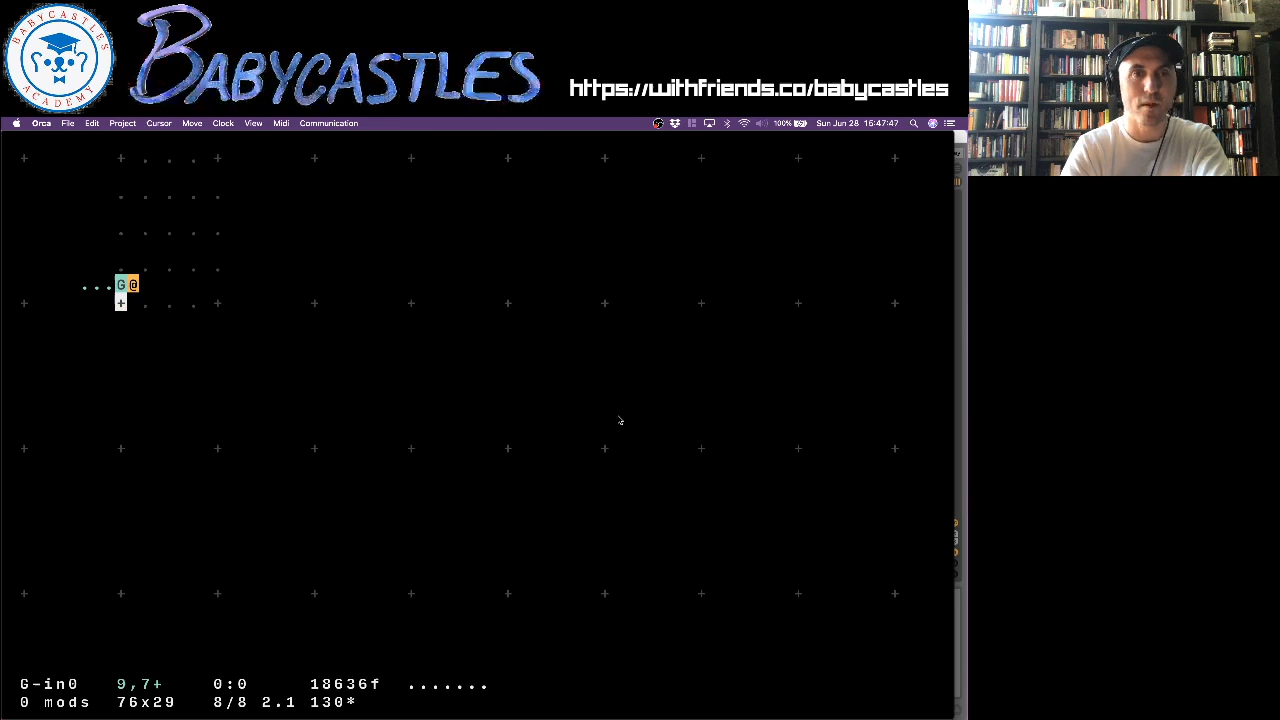 BABYCASTLES
ACADEMY
BABYCASTLES
https://withfriends.co/babycastles
Orca File Edit Project Cursor Move Clock View Midi Communication
100% Sun Jun 28 16:47:47
...G@
G-in0 9,7+ 0:0 18636f .......
0 mods 76x29 8/8 2.1 130*